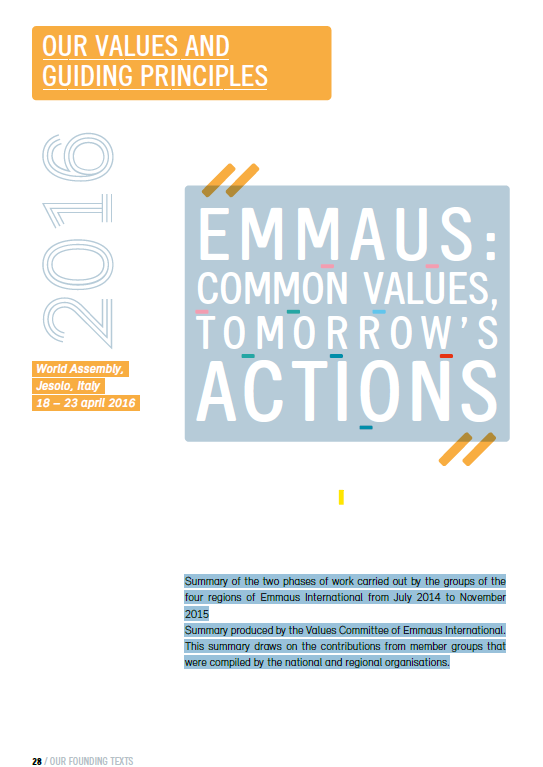 OUR VALUES AND
GUIDING PRINCIPLES
2016
World Assembly,
Jesolo, Italy
18 – 23 april 2016
EMMAUS:
COMMON VALUES,
TOMORROW'S
ACTIONS
Summary of the two phases of work carried out by the groups of the
four regions of Emmaus International from July 2014 to November
2015
Summary produced by the Values Committee of Emmaus International.
This summary draws on the contributions from member groups that
were compiled by the national and regional organisations.
28 / OUR FOUNDING TEXTS